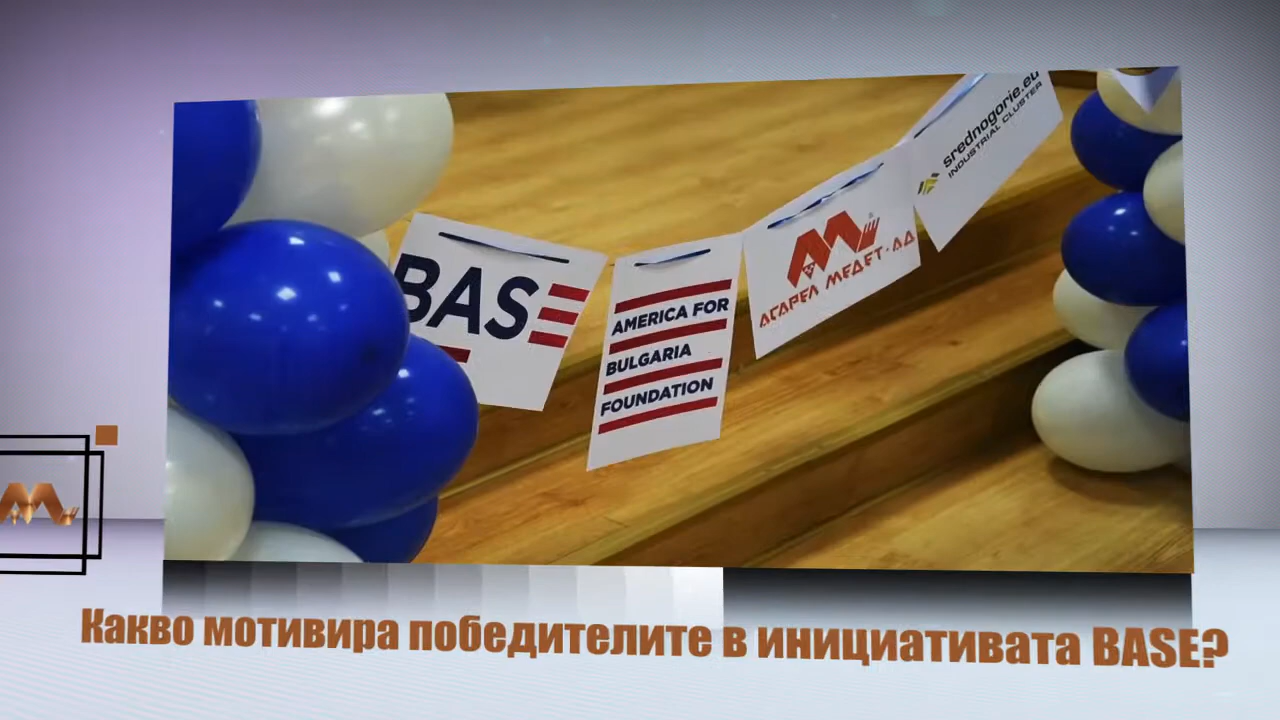 BASE
AMERICA FOR
BULGARIA
FOUNDATION
АСАРЕЛ МЕДЕТ·АД
srednogorie.eu
INDUSTRIAL CLUSTER
Какво мотивира победителите в инициативата BASE?